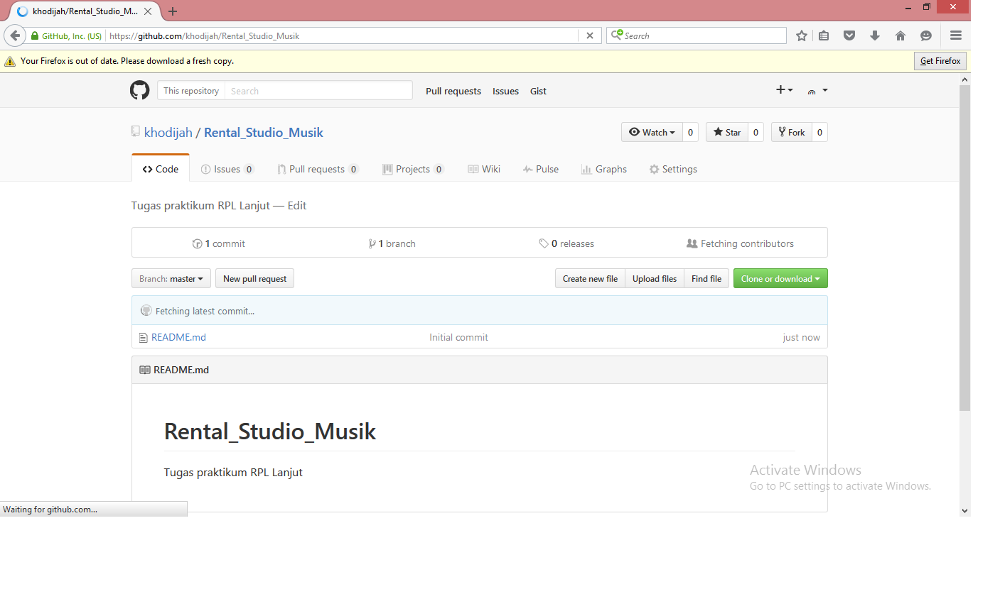 khodijah/Rental_Studio_M...
GitHub, Inc. (US) https://github.com/khodijah/Rental_Studio_Musik Search
Your Firefox is out of date. Please download a fresh copy. Get Firefox
This repository Search Pull requests Issues Gist
khodijah / Rental_Studio_Musik Watch 0 Star 0 Fork 0
Code Issues 0 Pull requests 0 Projects 0 Wiki Pulse Graphs Settings
Tugas praktikum RPL Lanjut — Edit
1 commit 1 branch 0 releases Fetching contributors
Branch: master New pull request Create new file Upload files Find file Clone or download
Fetching latest commit...
README.md Initial commit just now
README.md
Rental_Studio_Musik
Tugas praktikum RPL Lanjut
Activate Windows
Go to PC settings to activate Windows.
Waiting for github.com...